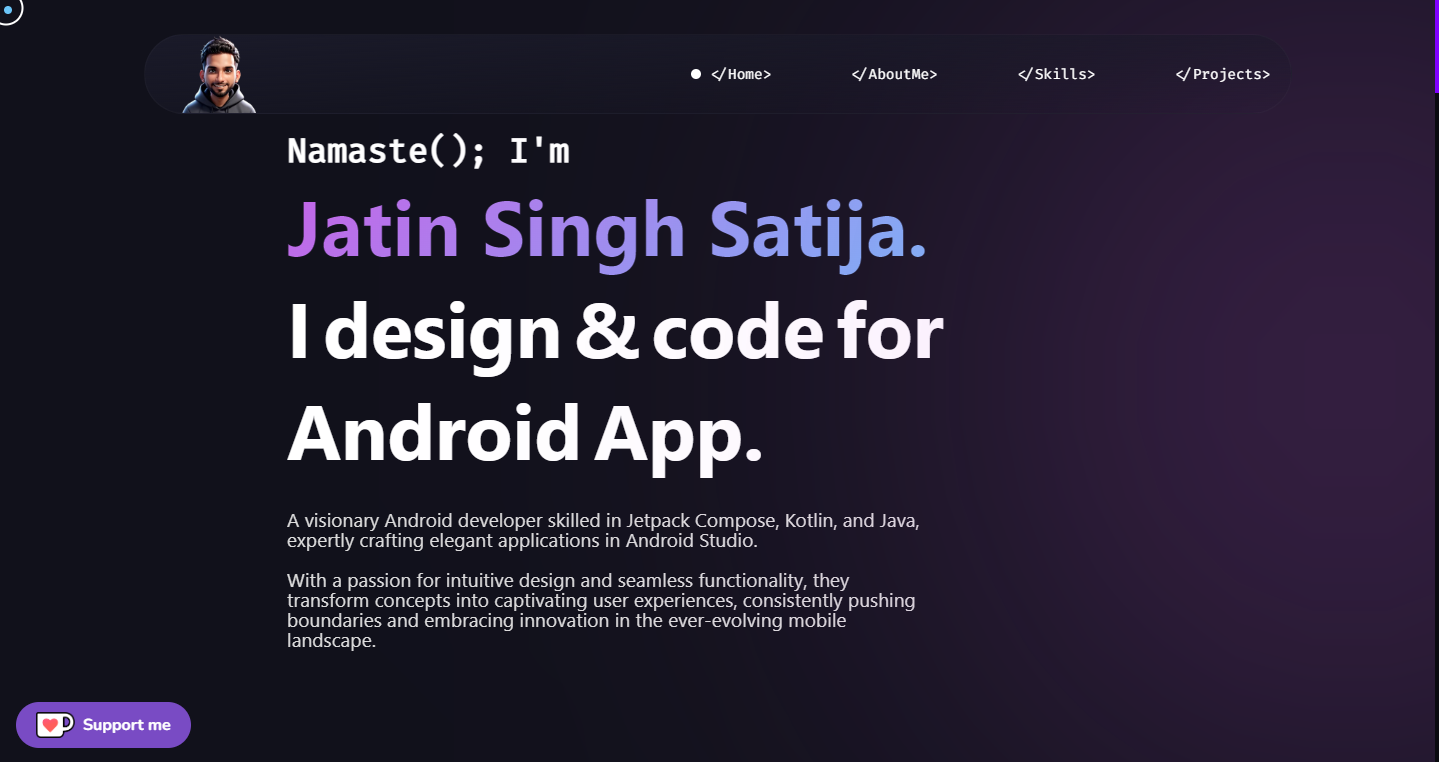 </Home>
</AboutMe>
</Skills>
</Projects>
Namaste(); I'm
Jatin Singh Satija.
I design & code for
Android App.
A visionary Android developer skilled in Jetpack Compose, Kotlin, and Java,
expertly crafting elegant applications in Android Studio.
With a passion for intuitive design and seamless functionality, they
transform concepts into captivating user experiences, consistently pushing
boundaries and embracing innovation in the ever-evolving mobile
landscape.
Support me